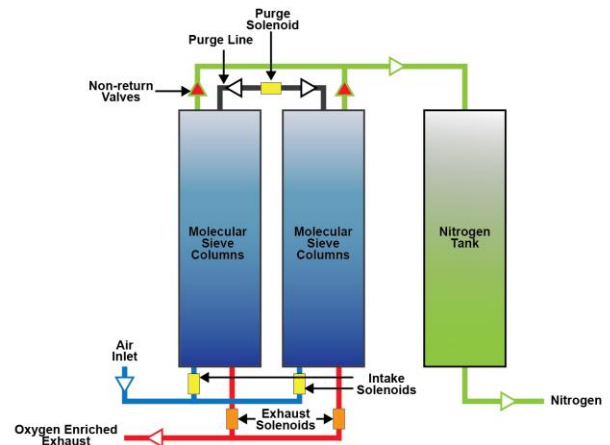 Purge
Solenoid
Purge Line
Non-return
Valves
Molecular
Sieve
Columns
Molecular
Sieve
Columns
Nitrogen
Tank
Air
Inlet
Intake
Solenoids
Nitrogen
Exhaust
Solenoids
Oxygen Enriched
Exhaust